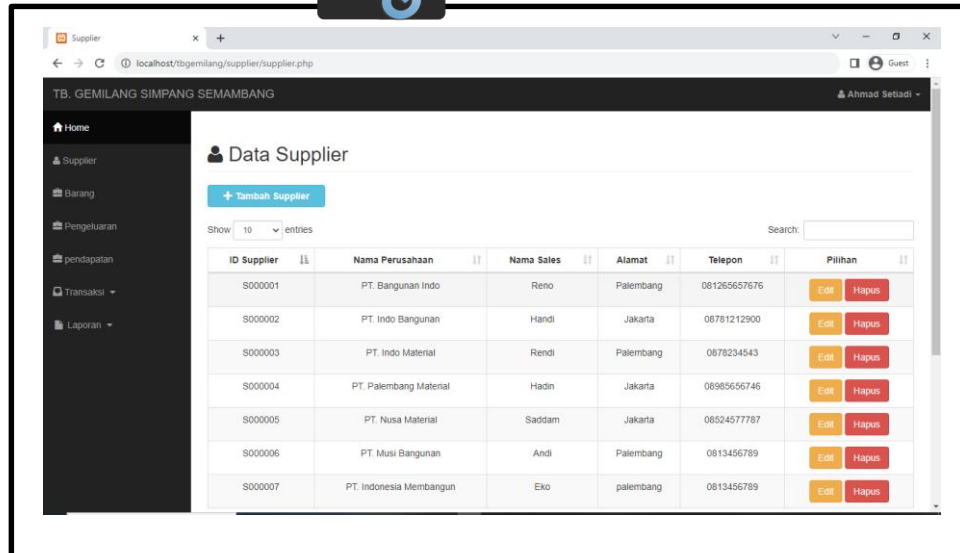 Supplier
localhost/tbgemilang/supplier/supplier.php
Guest
TB. GEMILANG SIMPANG SEMAMBANG
Ahmad Setiadi
Home
Supplier
Barang
Pengeluaran
pendapatan
Transaksi
Laporan
Data Supplier
Tambah Supplier
Show 10 entries Search:
ID Supplier Nama Perusahaan Nama Sales Alamat Telepon Pilihan
S000001 PT. Bangunan Indo Reno Palembang 081265657676 Edit Hapus
S000002 PT. Indo Bangunan Handi Jakarta 08781212900 Edit Hapus
S000003 PT. Indo Material Rendi Palembang 0878234543 Edit Hapus
S000004 PT. Palembang Material Hadin Jakarta 08985656746 Edit Hapus
S000005 PT. Nusa Material Saddam Jakarta 08524577787 Edit Hapus
S000006 PT. Musi Bangunan Andi Palembang 0813456789 Edit Hapus
S000007 PT. Indonesia Membangun Eko palembang 0813456789 Edit Hapus